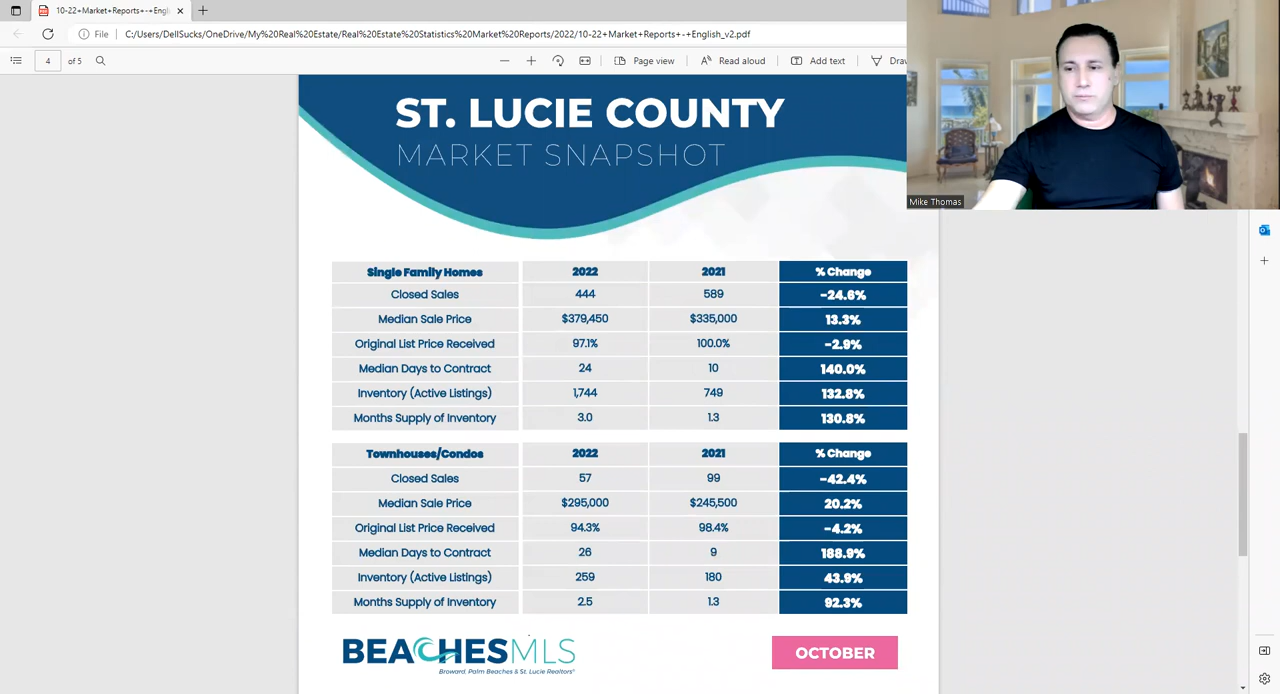 10-22+Market+Reports+-+Engli
File
C:/Users/DellSucks/OneDrive/My%20Real%20Estate/Real%20Estate%20Statistics%20Market%20Reports/2022/10-22+Market+Reports+-+English_v2.pdf
4 of 5
Page view
Read aloud
Add text
Drav
Mike Thomas
ST. LUCIE COUNTY
MARKET SNAPSHOT
Single Family Homes 2022 2021 % Change
Closed Sales 444 589 -24.6%
Median Sale Price $379,450 $335,000 13.3%
Original List Price Received 97.1% 100.0% -2.9%
Median Days to Contract 24 10 140.0%
Inventory (Active Listings) 1,744 749 132.8%
Months Supply of Inventory 3.0 1.3 130.8%
Townhouses/Condos 2022 2021 % Change
Closed Sales 57 99 -42.4%
Median Sale Price $295,000 $245,500 20.2%
Original List Price Received 94.3% 98.4% -4.2%
Median Days to Contract 26 9 188.9%
Inventory (Active Listings) 259 180 43.9%
Months Supply of Inventory 2.5 1.3 92.3%
BEACHESMLS
Broward, Palm Beaches & St. Lucie Realtors®
OCTOBER